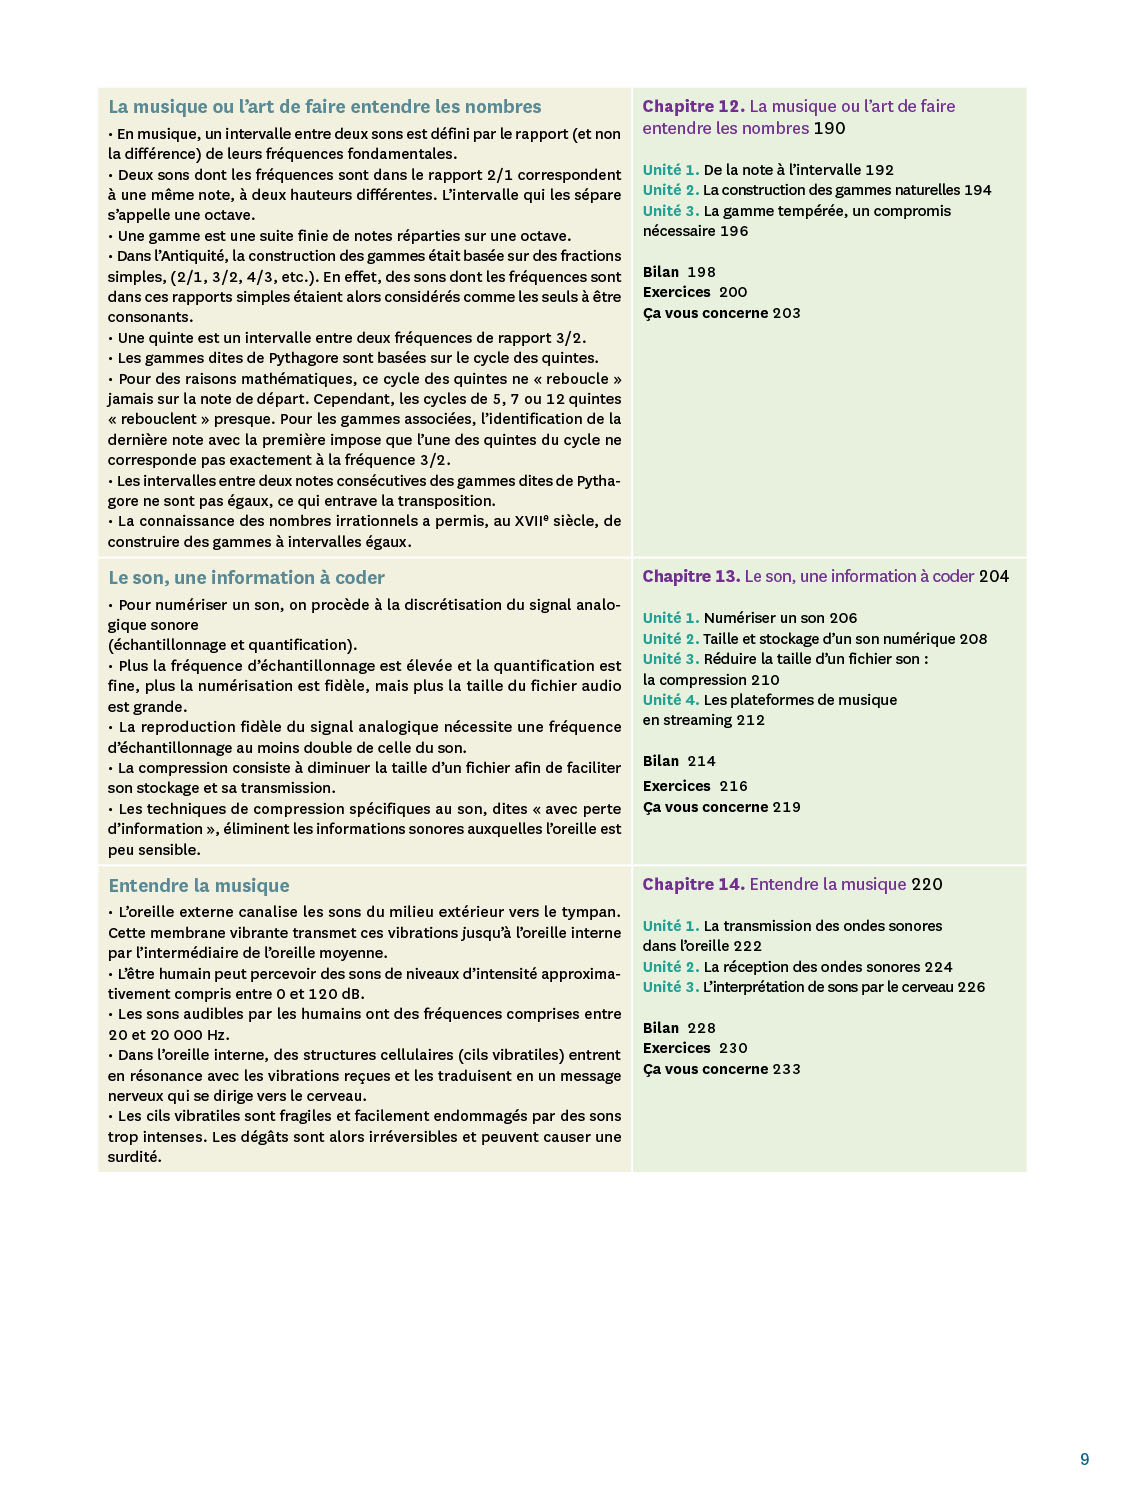 La musique ou l’art de faire entendre les nombres
• En musique, un intervalle entre deux sons est défini par le rapport (et non
la différence) de leurs fréquences fondamentales.
• Deux sons dont les fréquences sont dans le rapport 2/1 correspondent
à une même note, à deux hauteurs différentes. L’intervalle qui les sépare
s’appelle une octave.
• Une gamme est une suite finie de notes réparties sur une octave.
• Dans l’Antiquité, la construction des gammes était basée sur des fractions
simples, (2/1, 3/2, 4/3, etc.). En effet, des sons dont les fréquences sont
dans ces rapports simples étaient alors considérés comme les seuls à être
consonants.
• Une quinte est un intervalle entre deux fréquences de rapport 3/2.
• Les gammes dites de Pythagore sont basées sur le cycle des quintes.
• Pour des raisons mathématiques, ce cycle des quintes ne « reboucle »
jamais sur la note de départ. Cependant, les cycles de 5, 7 ou 12 quintes
« rebouclent » presque. Pour les gammes associées, l’identification de la
dernière note avec la première impose que l’une des quintes du cycle ne
corresponde pas exactement à la fréquence 3/2.
• Les intervalles entre deux notes consécutives des gammes dites de Pytha-
gore ne sont pas égaux, ce qui entrave la transposition.
• La connaissance des nombres irrationnels a permis, au XVIIe siècle, de
construire des gammes à intervalles égaux.
Chapitre 12. La musique ou l’art de faire
entendre les nombres 190
Unité 1. De la note à l’intervalle 192
Unité 2. La construction des gammes naturelles 194
Unité 3. La gamme tempérée, un compromis
nécessaire 196
Bilan 198
Exercices 200
Ça vous concerne 203
Le son, une information à coder
• Pour numériser un son, on procède à la discrétisation du signal analo-
gique sonore
(échantillonnage et quantification).
• Plus la fréquence d’échantillonnage est élevée et la quantification est
fine, plus la numérisation est fidèle, mais plus la taille du fichier audio
est grande.
• La reproduction fidèle du signal analogique nécessite une fréquence
d’échantillonnage au moins double de celle du son.
• La compression consiste à diminuer la taille d’un fichier afin de faciliter
son stockage et sa transmission.
• Les techniques de compression spécifiques au son, dites « avec perte
d’information », éliminent les informations sonores auxquelles l’oreille est
peu sensible.
Chapitre 13. Le son, une information à coder 204
Unité 1. Numériser un son 206
Unité 2. Taille et stockage d’un son numérique 208
Unité 3. Réduire la taille d’un fichier son :
la compression 210
Unité 4. Les plateformes de musique
en streaming 212
Bilan 214
Exercices 216
Ça vous concerne 219
Entendre la musique
• L’oreille externe canalise les sons du milieu extérieur vers le tympan.
Cette membrane vibrante transmet ces vibrations jusqu’à l’oreille interne
par l’intermédiaire de l’oreille moyenne.
• L’être humain peut percevoir des sons de niveaux d’intensité approxima-
tivement compris entre 0 et 120 dB.
• Les sons audibles par les humains ont des fréquences comprises entre
20 et 20 000 Hz.
• Dans l’oreille interne, des structures cellulaires (cils vibratiles) entrent
en résonance avec les vibrations reçues et les traduisent en un message
nerveux qui se dirige vers le cerveau.
• Les cils vibratiles sont fragiles et facilement endommagés par des sons
trop intenses. Les dégâts sont alors irréversibles et peuvent causer une
surdité.
Chapitre 14. Entendre la musique 220
Unité 1. La transmission des ondes sonores
dans l’oreille 222
Unité 2. La réception des ondes sonores 224
Unité 3. L’interprétation de sons par le cerveau 226
Bilan 228
Exercices 230
Ça vous concerne 233
9